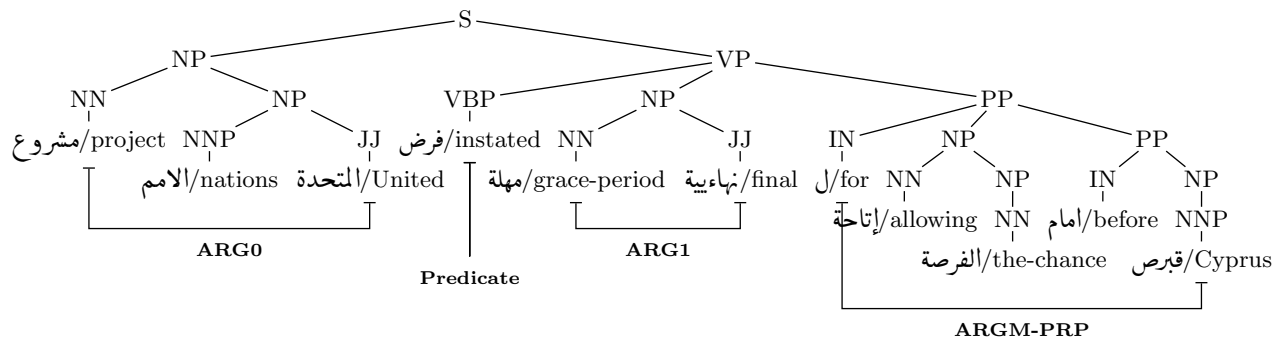 S
NP VP
NN NP VBP NP PP
مشروع/project NNP JJ فرض/instated NN JJ IN NP PP
الامم/nations المتحدة/United مهلة/grace-period نهاءيية/final ل/for NN NP IN NP
إتاحة/allowing NN امام/before NNP
ARG0 ARG1 الفرصة/the-chance قبرص/Cyprus
Predicate
ARGM-PRP